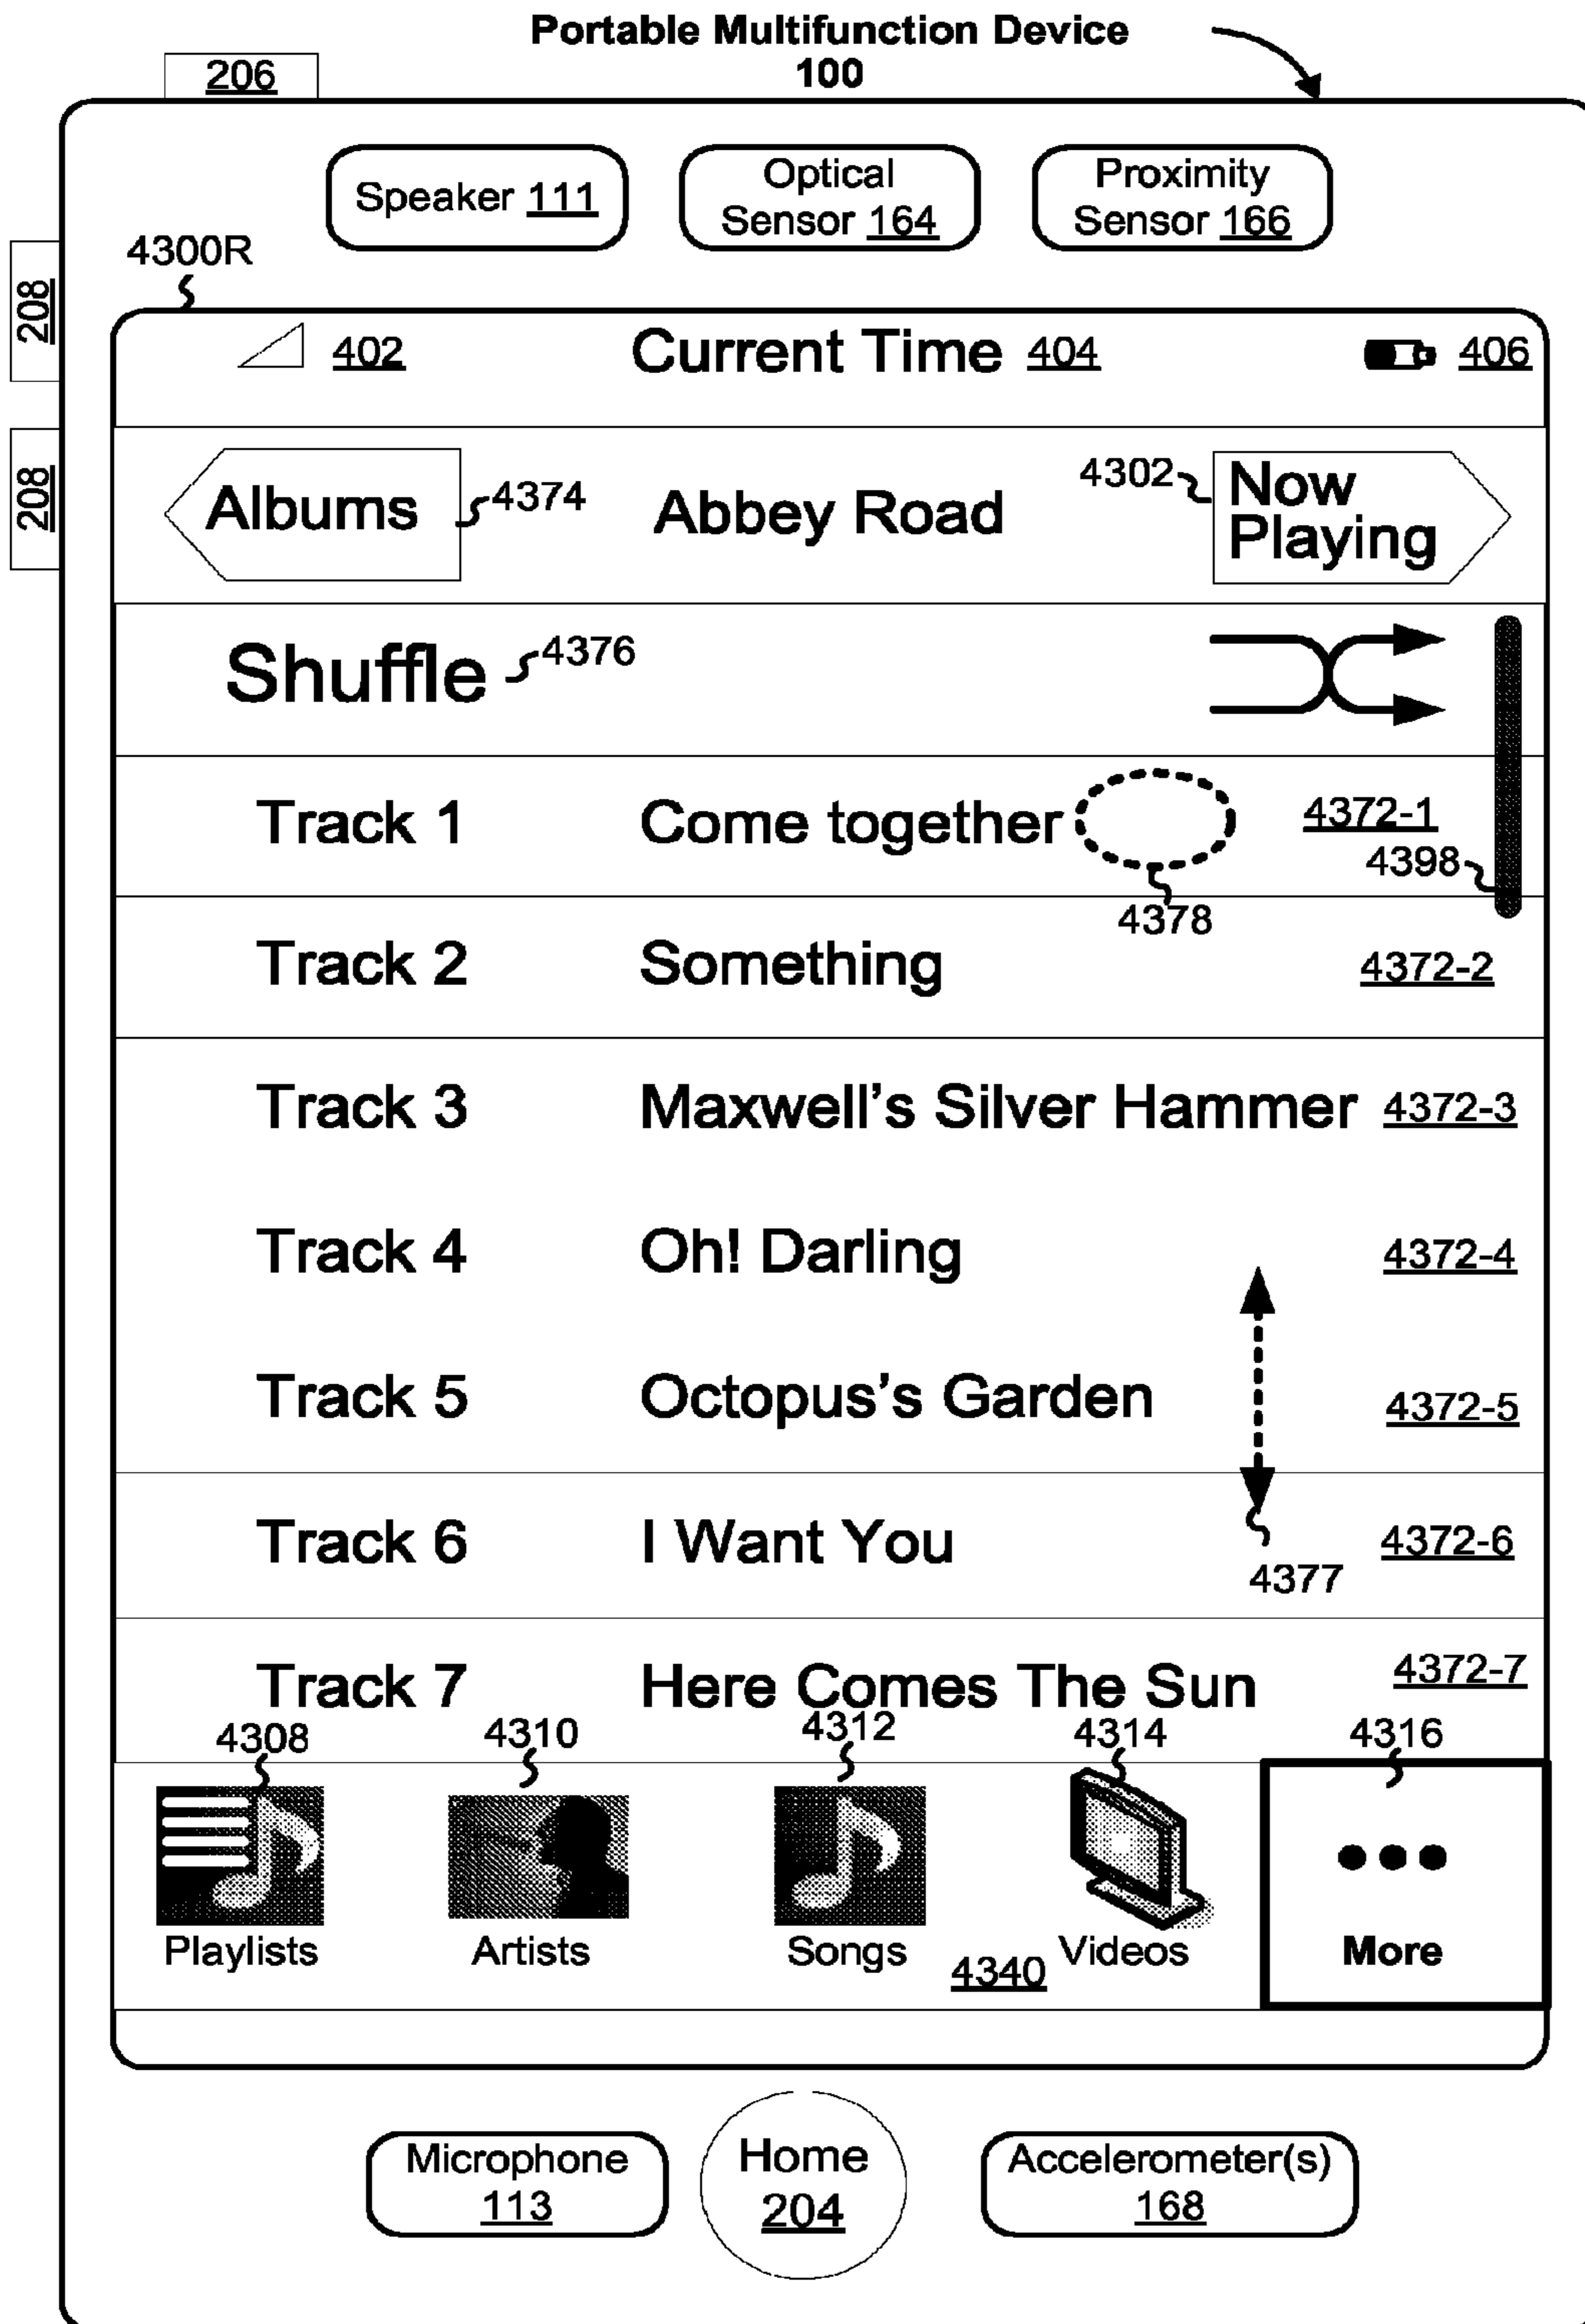 Portable Multifunction Device
100
206
Speaker 111
Optical
Sensor 164
Proximity
Sensor 166
208
4300R
402
Current Time 404
406
208
Albums
4374
Abbey Road
4302
Now
Playing
Shuffle
4376
Track 1
Come together
4372-1
4398
4378
Track 2
Something
4372-2
Track 3
Maxwell's Silver Hammer
4372-3
Track 4
Oh! Darling
4372-4
Track 5
Octopus's Garden
4372-5
Track 6
I Want You
4372-6
4377
Track 7
Here Comes The Sun
4372-7
4308
4310
4312
4314
4316
Playlists
Artists
Songs
4340
Videos
More
Microphone
113
Home
204
Accelerometer(s)
168